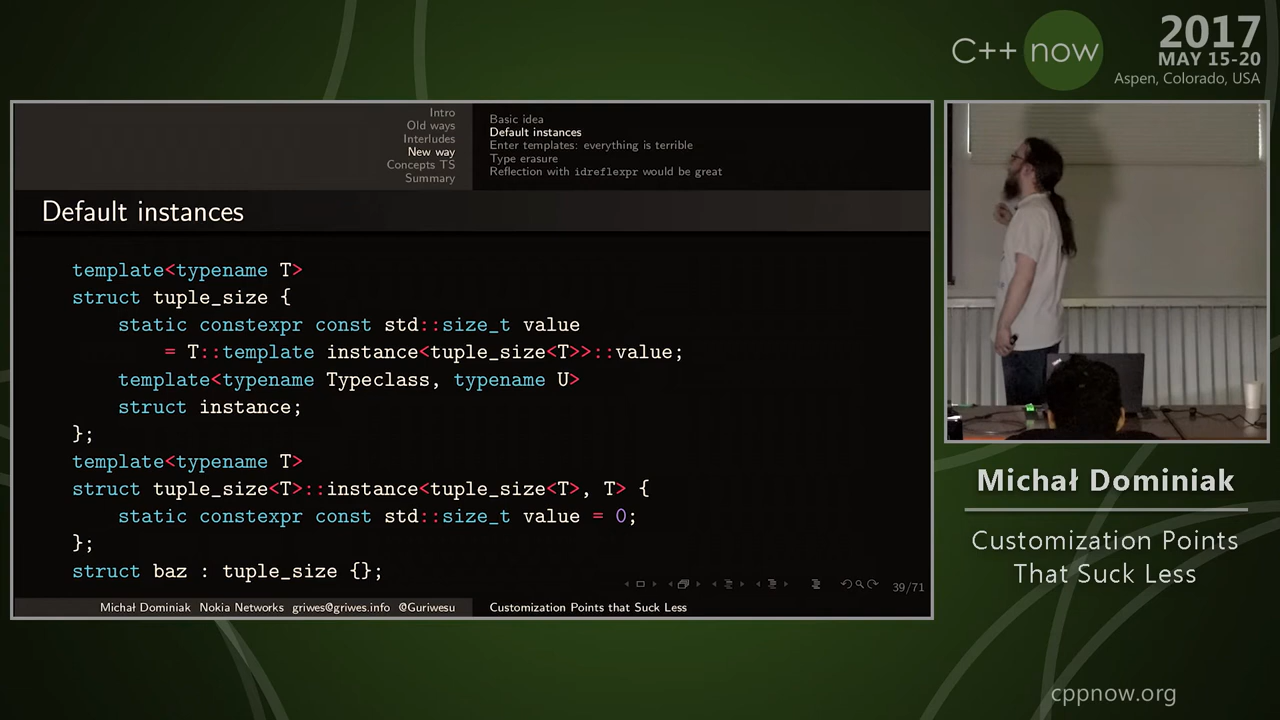 C++ now
2017
MAY 15-20
Aspen, Colorado, USA
Intro
Old ways
Interludes
New way
Concepts TS
Summary
Basic idea
Default instances
Enter templates: everything is terrible
Type erasure
Reflection with idreflexpr would be great
Default instances
template<typename T>
struct tuple_size {
static constexpr const std::size_t value
= T::template instance<tuple_size<T>>::value;
template<typename Typeclass, typename U>
struct instance;
};
template<typename T>
struct tuple_size<T>::instance<tuple_size<T>, T> {
static constexpr const std::size_t value = 0;
};
struct baz : tuple_size {};
39/71
Michał Dominiak Nokia Networks griwes@griwes.info @Guriwesu
Customization Points that Suck Less
Michał Dominiak
Customization Points
That Suck Less
cppnow.org